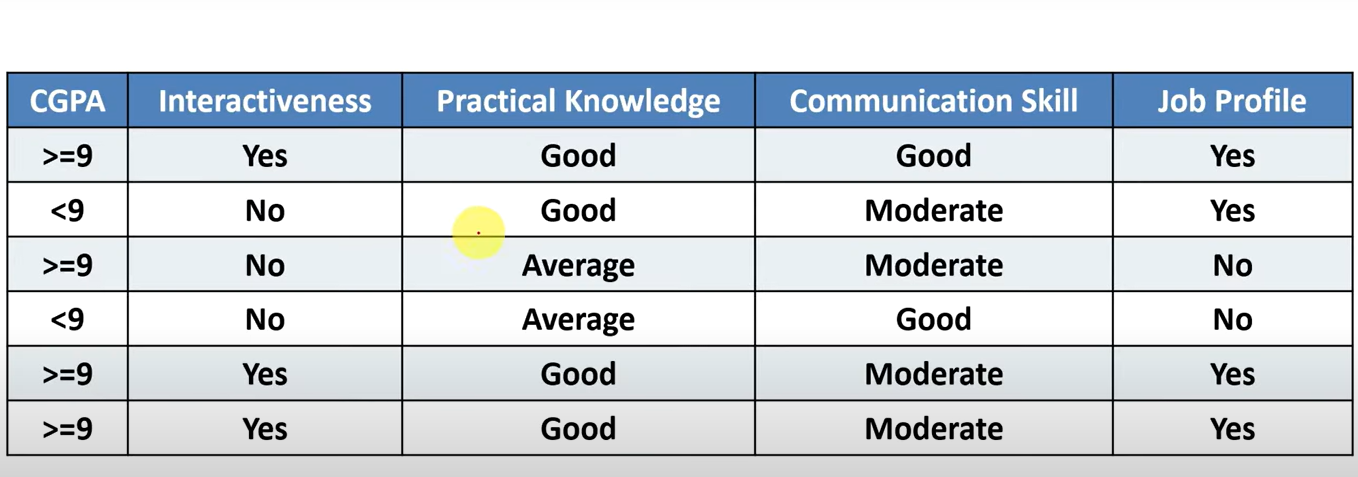 CGPA Interactiveness Practical Knowledge Communication Skill Job Profile
>=9 Yes Good Good Yes
<9 No Good Moderate Yes
>=9 No Average Moderate No
<9 No Average Good No
>=9 Yes Good Moderate Yes
>=9 Yes Good Moderate Yes